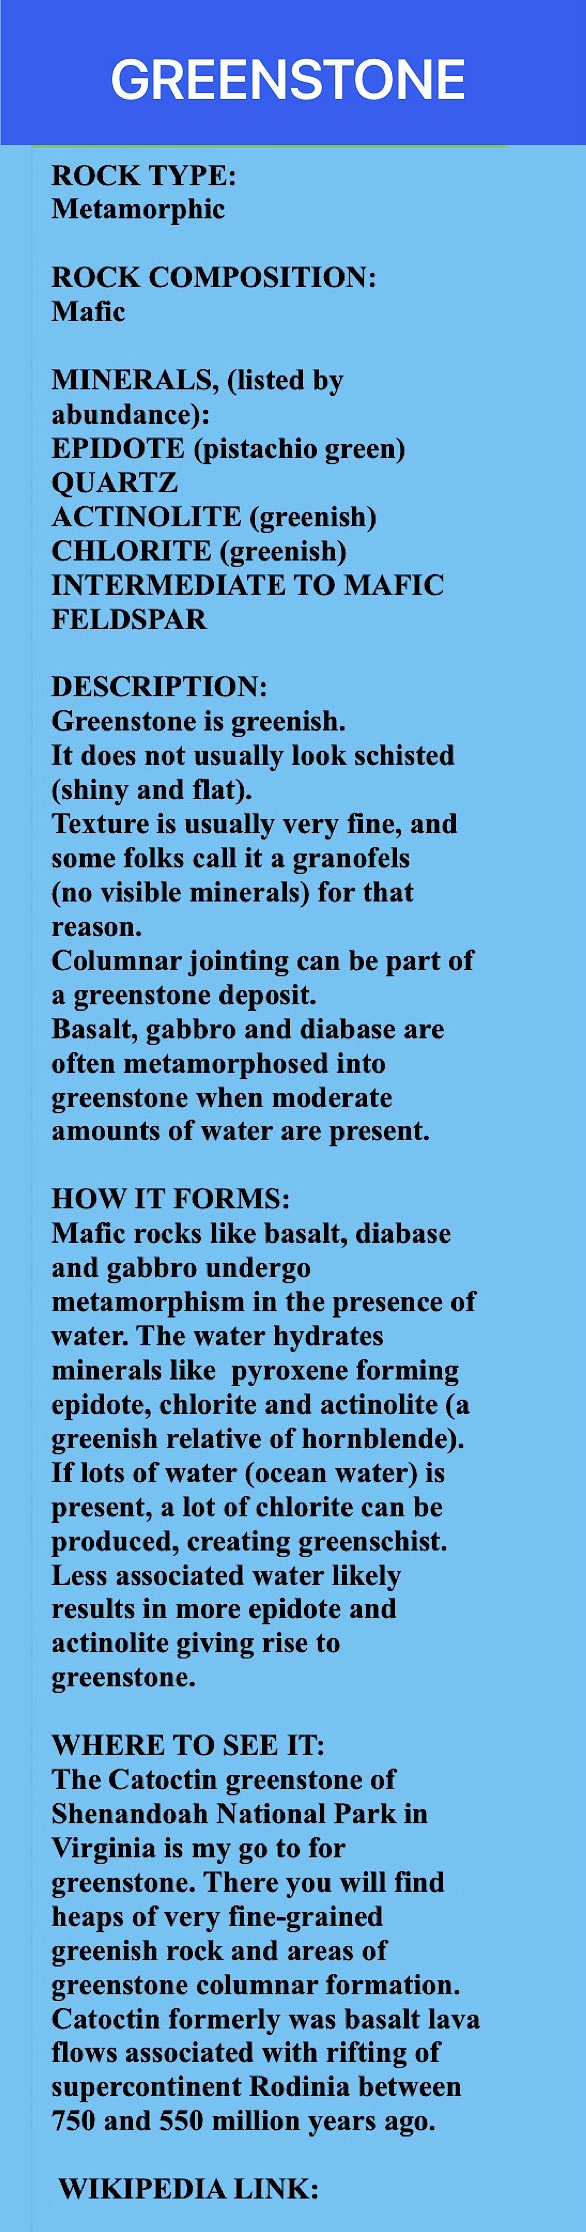 GREENSTONE
ROCK TYPE:
Metamorphic
ROCK COMPOSITION:
Mafic
MINERALS, (listed by
abundance):
EPIDOTE (pistachio green)
QUARTZ
ACTINOLITE (greenish)
CHLORITE (greenish)
INTERMEDIATE TO MAFIC
FELDSPAR
DESCRIPTION:
Greenstone is greenish.
It does not usually look schisted
(shiny and flat).
Texture is usually very fine, and
some folks call it a granofels
(no visible minerals) for that
reason.
Columnar jointing can be part of
a greenstone deposit.
Basalt, gabbro and diabase are
often metamorphosed into
greenstone when moderate
amounts of water are present.
HOW IT FORMS:
Mafic rocks like basalt, diabase
and gabbro undergo
metamorphism in the presence of
water. The water hydrates
minerals like  pyroxene forming
epidote, chlorite and actinolite (a
greenish relative of hornblende).
If lots of water (ocean water) is
present, a lot of chlorite can be
produced, creating greenschist.
Less associated water likely
results in more epidote and
actinolite giving rise to
greenstone.
WHERE TO SEE IT:
The Catoctin greenstone of
Shenandoah National Park in
Virginia is my go to for
greenstone. There you will find
heaps of very fine-grained
greenish rock and areas of
greenstone columnar formation.
Catoctin formerly was basalt lava
flows associated with rifting of
supercontinent Rodinia between
750 and 550 million years ago.
WIKIPEDIA LINK: